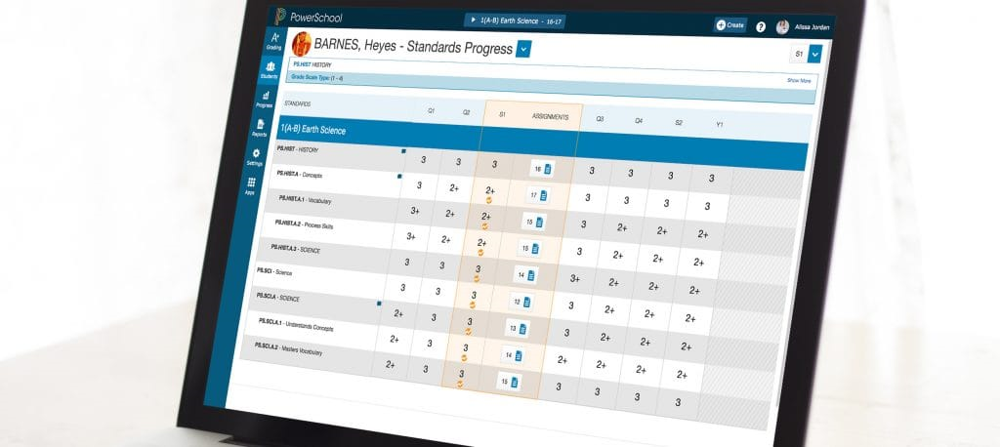 PowerSchool
1(A-B) Earth Science - 16-17
Create
?
Alissa Jordan
A+
Grading
Students
Progress
Reports
Settings
Apps
BARNES, Heyes - Standards Progress
S1
PS.HIST HISTORY
Show More
Grade Scale Type: (1 - 4)
STANDARDS Q1 Q2 S1 ASSIGNMENTS Q3 Q4 S2 Y1
1(A-B) Earth Science
PS.HIST - HISTORY 3 3 3 16 3 3 3 3
PS.HIST.A - Concepts 3 2+ 2+ 17 3 3 3 3
PS.HIST.A.1 - Vocabulary 3+ 2+ 2+ 15 3 2+ 2+ 2+
PS.HIST.A.2 - Process Skills 3+ 2+ 2+ 15 3 2+ 2+ 2+
PS.HIST.A.3 - SCIENCE 3 3 3 14 3+ 2+ 2+ 2+
PS.SCI - Science 3 3 3 12 3 2+ 2+ 2+
PS.SCI.A - SCIENCE 2+ 3 3 13 3 2+ 2+ 2+
PS.SCI.A.1 - Understands Concepts 2+ 3 3 14 2+ 2+ 2+ 2+
PS.SCI.A.2 - Masters Vocabulary 2+ 3 3 15 3 3 3 3